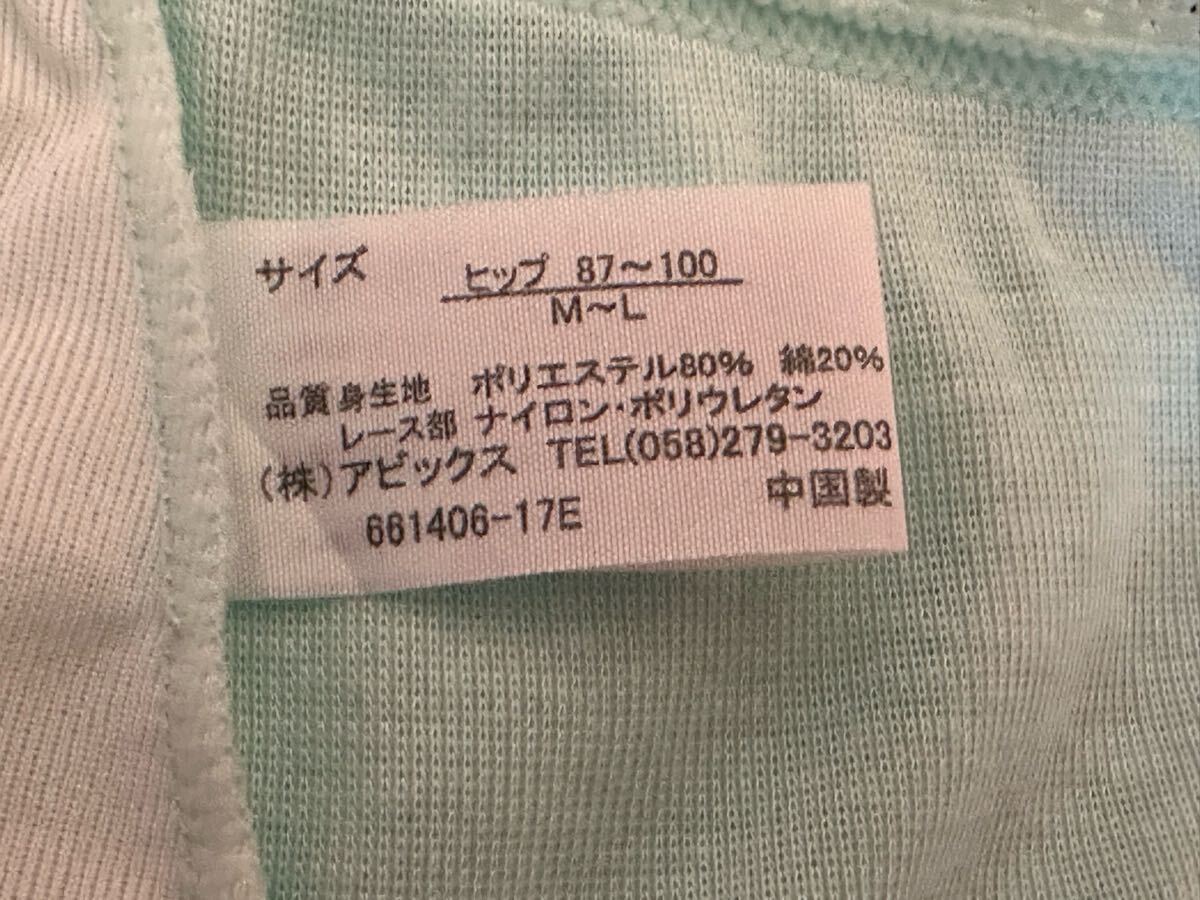 サイズ ヒップ 87〜100
M〜L
品質 身生地 ポリエステル80% 綿20%
レース部 ナイロン・ポリウレタン
(株)アピックス TEL(058)279-3203
661406-17E 中国製